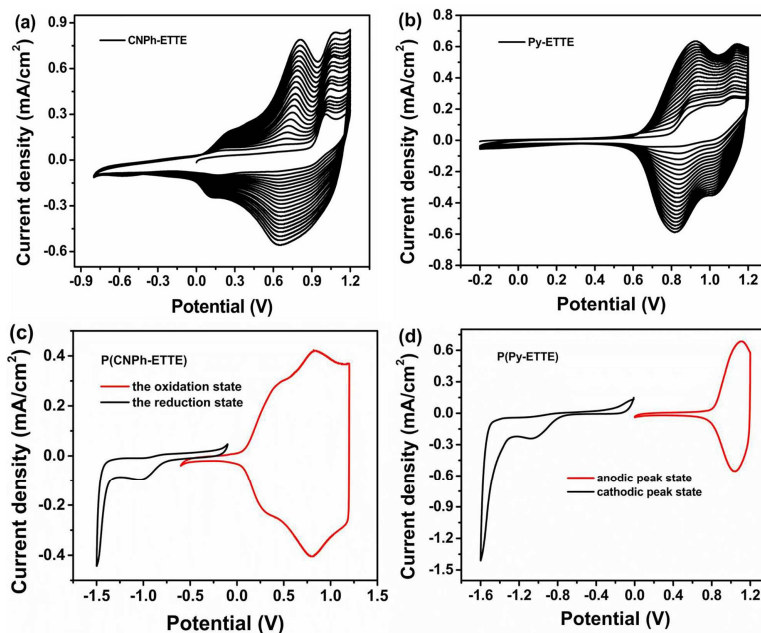 (a)
CNPh-ETTE
Current density (mA/cm²)
0.9
0.6
0.3
0.0
-0.3
-0.6
-0.9 -0.6 -0.3 0.0 0.3 0.6 0.9 1.2
Potential (V)
(b)
Py-ETTE
Current density (mA/cm²)
0.8
0.6
0.4
0.2
0.0
-0.2
-0.4
-0.6
-0.8
-0.2 0.0 0.2 0.4 0.6 0.8 1.0 1.2
Potential (V)
(c)
P(CNPh-ETTE)
the oxidation state
the reduction state
Current density (mA/cm²)
0.4
0.2
0.0
-0.2
-0.4
-1.5 -1.0 -0.5 0.0 0.5 1.0 1.5
Potential (V)
(d)
P(Py-ETTE)
anodic peak state
cathodic peak state
Current density (mA/cm²)
0.6
0.3
0.0
-0.3
-0.6
-0.9
-1.2
-1.5
-1.6 -1.2 -0.8 -0.4 0.0 0.4 0.8 1.2
Potential (V)